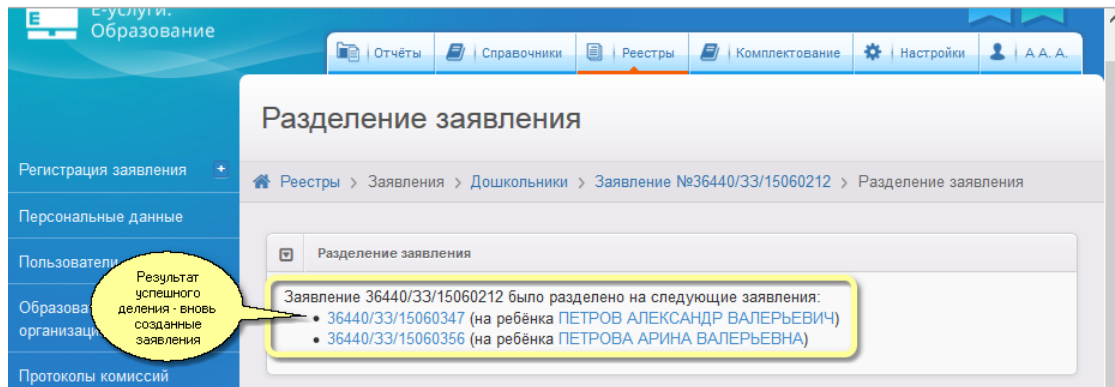 Е-услуги.
Образование
Отчёты | Справочники | Реестры | Комплектование | Настройки | А А. А.
Разделение заявления
Регистрация заявления +
Реестры > Заявления > Дошкольники > Заявление №36440/33/15060212 > Разделение заявления
Персональные данные
Разделение заявления
Пользователи
Результат
успешного
деления - вновь
созданные
заявления
Заявление 36440/33/15060212 было разделено на следующие заявления:
• 36440/33/15060347 (на ребёнка ПЕТРОВ АЛЕКСАНДР ВАЛЕРЬЕВИЧ)
• 36440/33/15060356 (на ребёнка ПЕТРОВА АРИНА ВАЛЕРЬЕВНА)
Протоколы комиссий